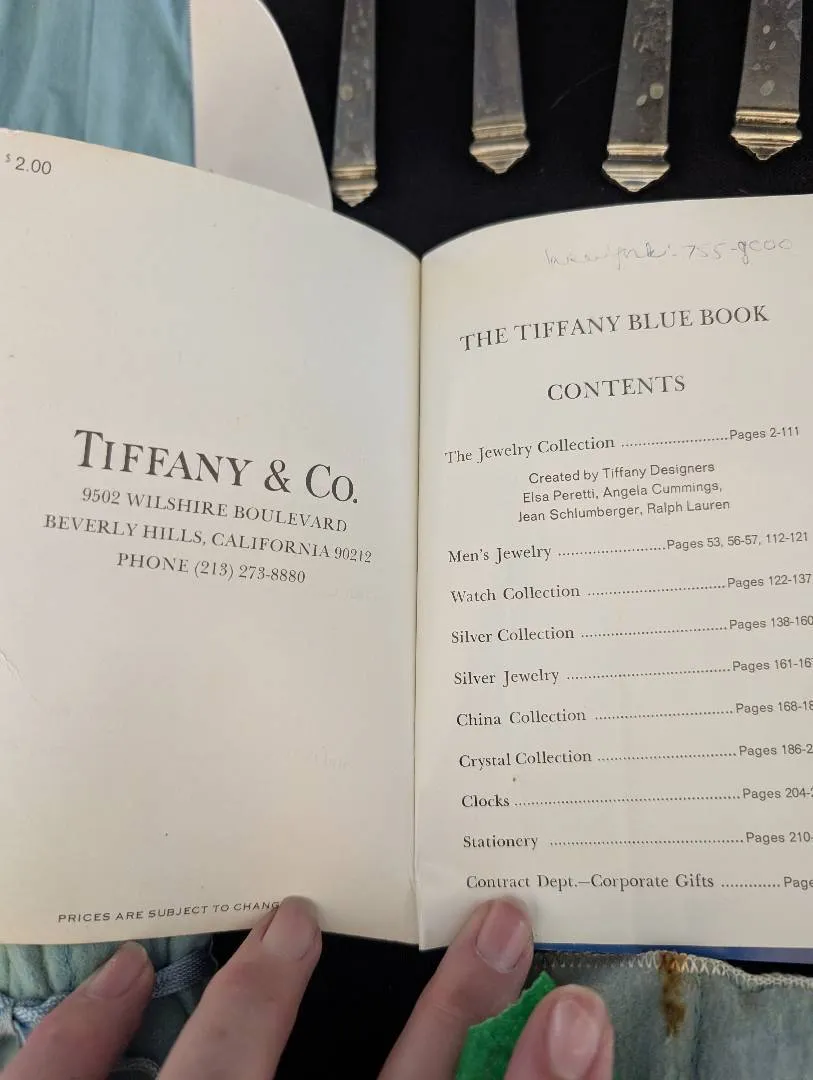 $2.00
TIFFANY & CO.
9502 WILSHIRE BOULEVARD
BEVERLY HILLS, CALIFORNIA 90212
PHONE (213) 273-8880
PRICES ARE SUBJECT TO CHANG
755-8000
THE TIFFANY BLUE BOOK
CONTENTS
The Jewelry Collection ........................Pages 2-111
Created by Tiffany Designers
Elsa Peretti, Angela Cummings,
Jean Schlumberger, Ralph Lauren
Men's Jewelry ........................Pages 53, 56-57, 112-121
Watch Collection ................................Pages 122-137
Silver Collection .................................Pages 138-160
Silver Jewelry .....................................Pages 161-16
China Collection ................................Pages 168-18
Crystal Collection ................................Pages 186-2
Clocks ...................................................Pages 204-
Stationery ............................................Pages 210-
Contract Dept.—Corporate Gifts .............Page